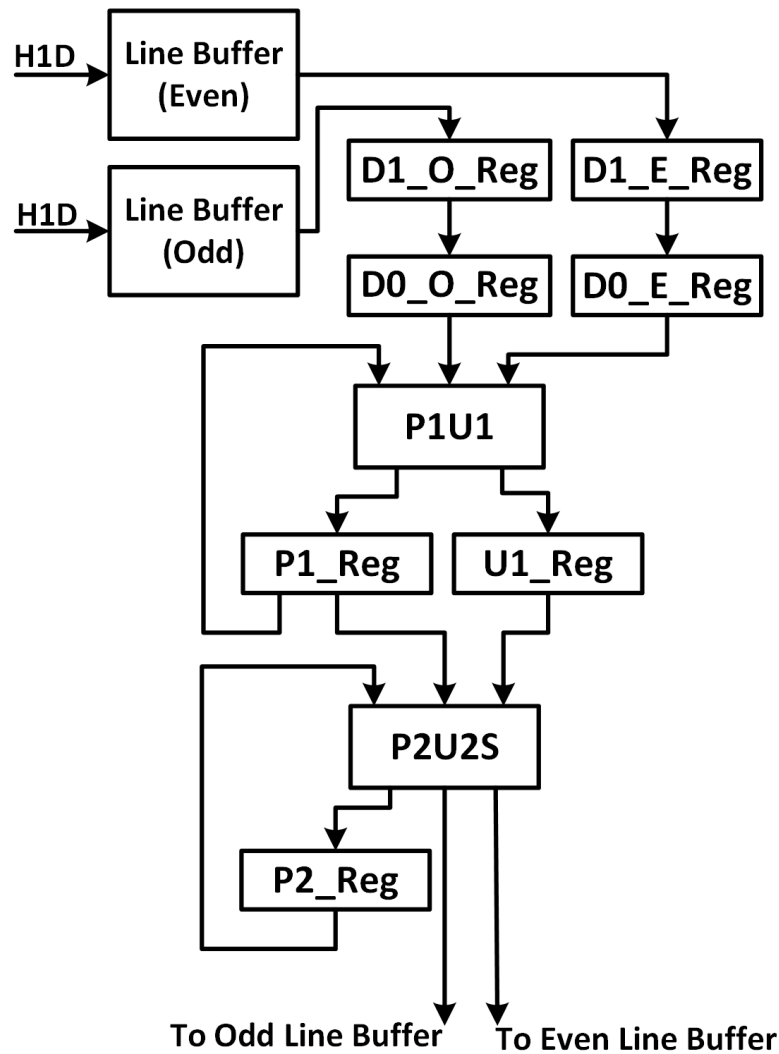 H1D
Line Buffer
(Even)
H1D
Line Buffer
(Odd)
D1_O_Reg
D1_E_Reg
D0_O_Reg
D0_E_Reg
P1U1
P1_Reg
U1_Reg
P2U2S
P2_Reg
To Odd Line Buffer
To Even Line Buffer